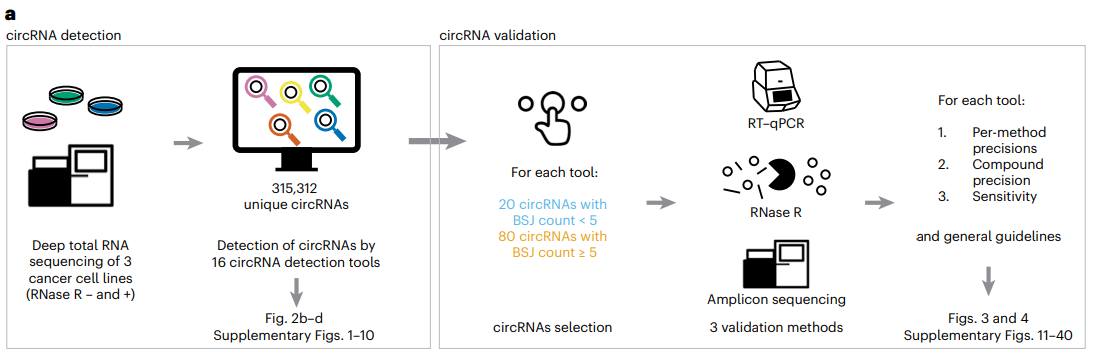 a
circRNA detection
315,312
unique circRNAs
Deep total RNA
sequencing of 3
cancer cell lines
(RNase R – and +)
Detection of circRNAs by
16 circRNA detection tools
Fig. 2b–d
Supplementary Figs. 1–10
circRNA validation
For each tool:
20 circRNAs with
BSJ count < 5
80 circRNAs with
BSJ count ≥ 5
circRNAs selection
RT–qPCR
RNase R
Amplicon sequencing
3 validation methods
For each tool:
1. Per-method
precisions
2. Compound
precision
3. Sensitivity
and general guidelines
Figs. 3 and 4
Supplementary Figs. 11–40